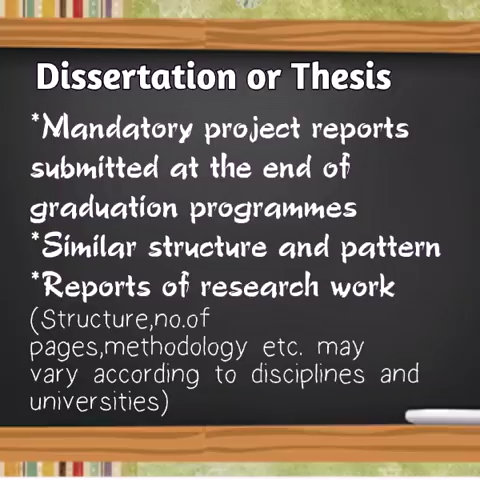 Dissertation or Thesis
*Mandatory project reports
submitted at the end of
graduation programmes
*Similar structure and pattern
*Reports of research work
(Structure,no.of
pages,methodology etc. may
vary according to disciplines and
universities)